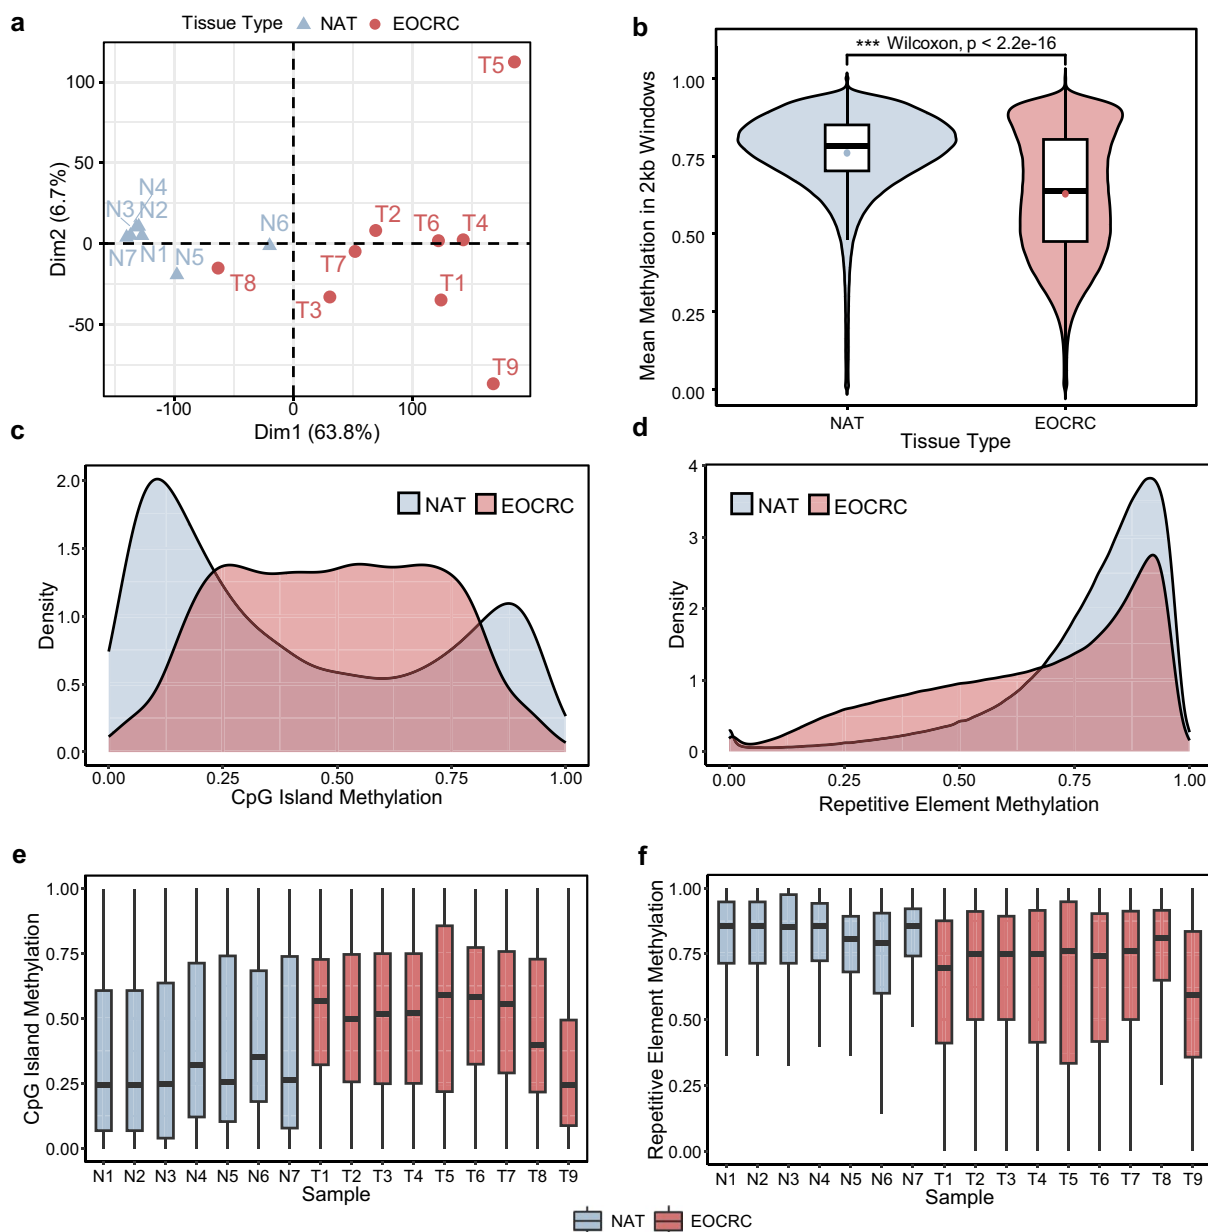 a
Tissue Type NAT EOCRC
T5
100
50
0
-50
Dim2 (6.7%)
N4
N3 N2
N7 N1 N5
N6
T8
T2
T6 T4
T7
T3
T1
T9
-100 0 100
Dim1 (63.8%)
b
*** Wilcoxon, p < 2.2e-16
Mean Methylation in 2kb Windows
1.00
0.75
0.50
0.25
0.00
NAT EOCRC
Tissue Type
c
NAT EOCRC
Density
2.0
1.5
1.0
0.5
0.0
0.00 0.25 0.50 0.75 1.00
CpG Island Methylation
d
NAT EOCRC
Density
4
3
2
1
0
0.00 0.25 0.50 0.75 1.00
Repetitive Element Methylation
e
CpG Island Methylation
1.00
0.75
0.50
0.25
0.00
N1 N2 N3 N4 N5 N6 N7 T1 T2 T3 T4 T5 T6 T7 T8 T9
Sample
f
Repetitive Element Methylation
1.00
0.75
0.50
0.25
0.00
N1 N2 N3 N4 N5 N6 N7 T1 T2 T3 T4 T5 T6 T7 T8 T9
Sample
NAT EOCRC